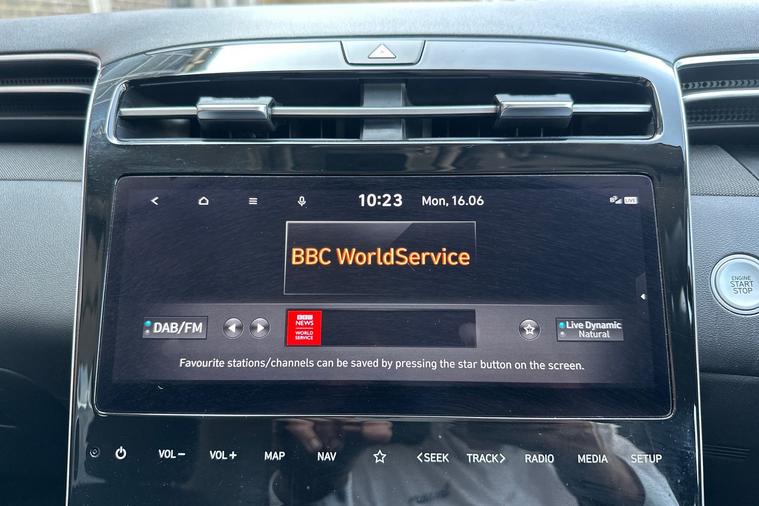 10:23 Mon, 16.06 LIVE
BBC WorldService
DAB/FM
BBC
NEWS
WORLD
SERVICE
Live Dynamic
Natural
Favourite stations/channels can be saved by pressing the star button on the screen.
ENGINE
START
STOP
VOL− VOL+ MAP NAV <SEEK TRACK> RADIO MEDIA SETUP